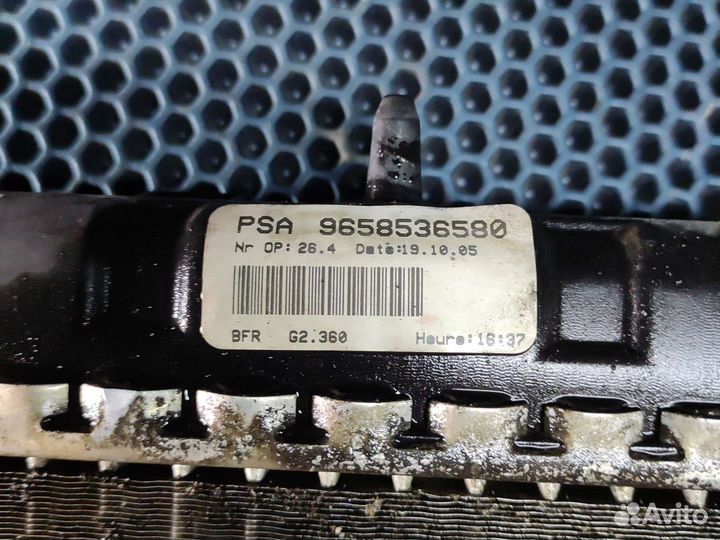 PSA 9658536580
Nr OP: 26.4 Date:19.10.05
BFR G2.360 Heure:16:37
Avito